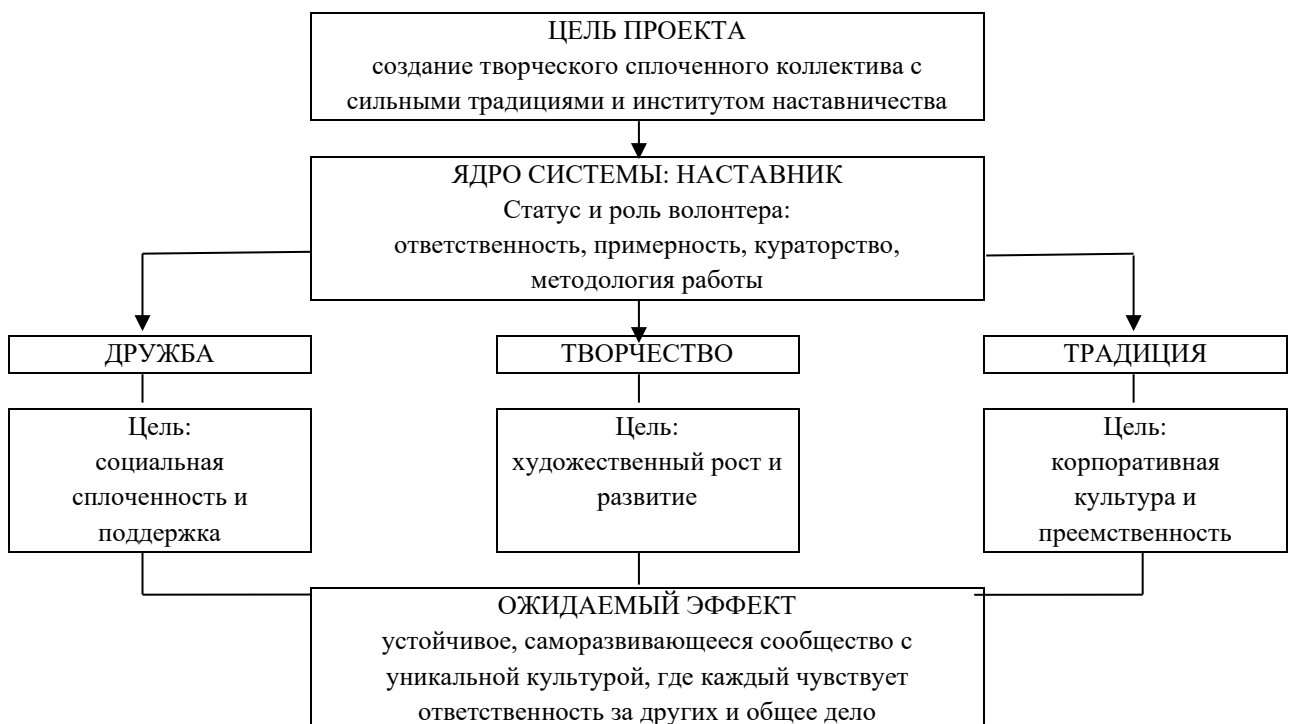 ЦЕЛЬ ПРОЕКТА
создание творческого сплоченного коллектива с
сильными традициями и институтом наставничества
ЯДРО СИСТЕМЫ: НАСТАВНИК
Статус и роль волонтера:
ответственность, примерность, кураторство,
методология работы
ДРУЖБА
ТВОРЧЕСТВО
ТРАДИЦИЯ
Цель:
социальная
сплоченность и
поддержка
Цель:
художественный рост и
развитие
Цель:
корпоративная
культура и
преемственность
ОЖИДАЕМЫЙ ЭФФЕКТ
устойчивое, саморазвивающееся сообщество с
уникальной культурой, где каждый чувствует
ответственность за других и общее дело